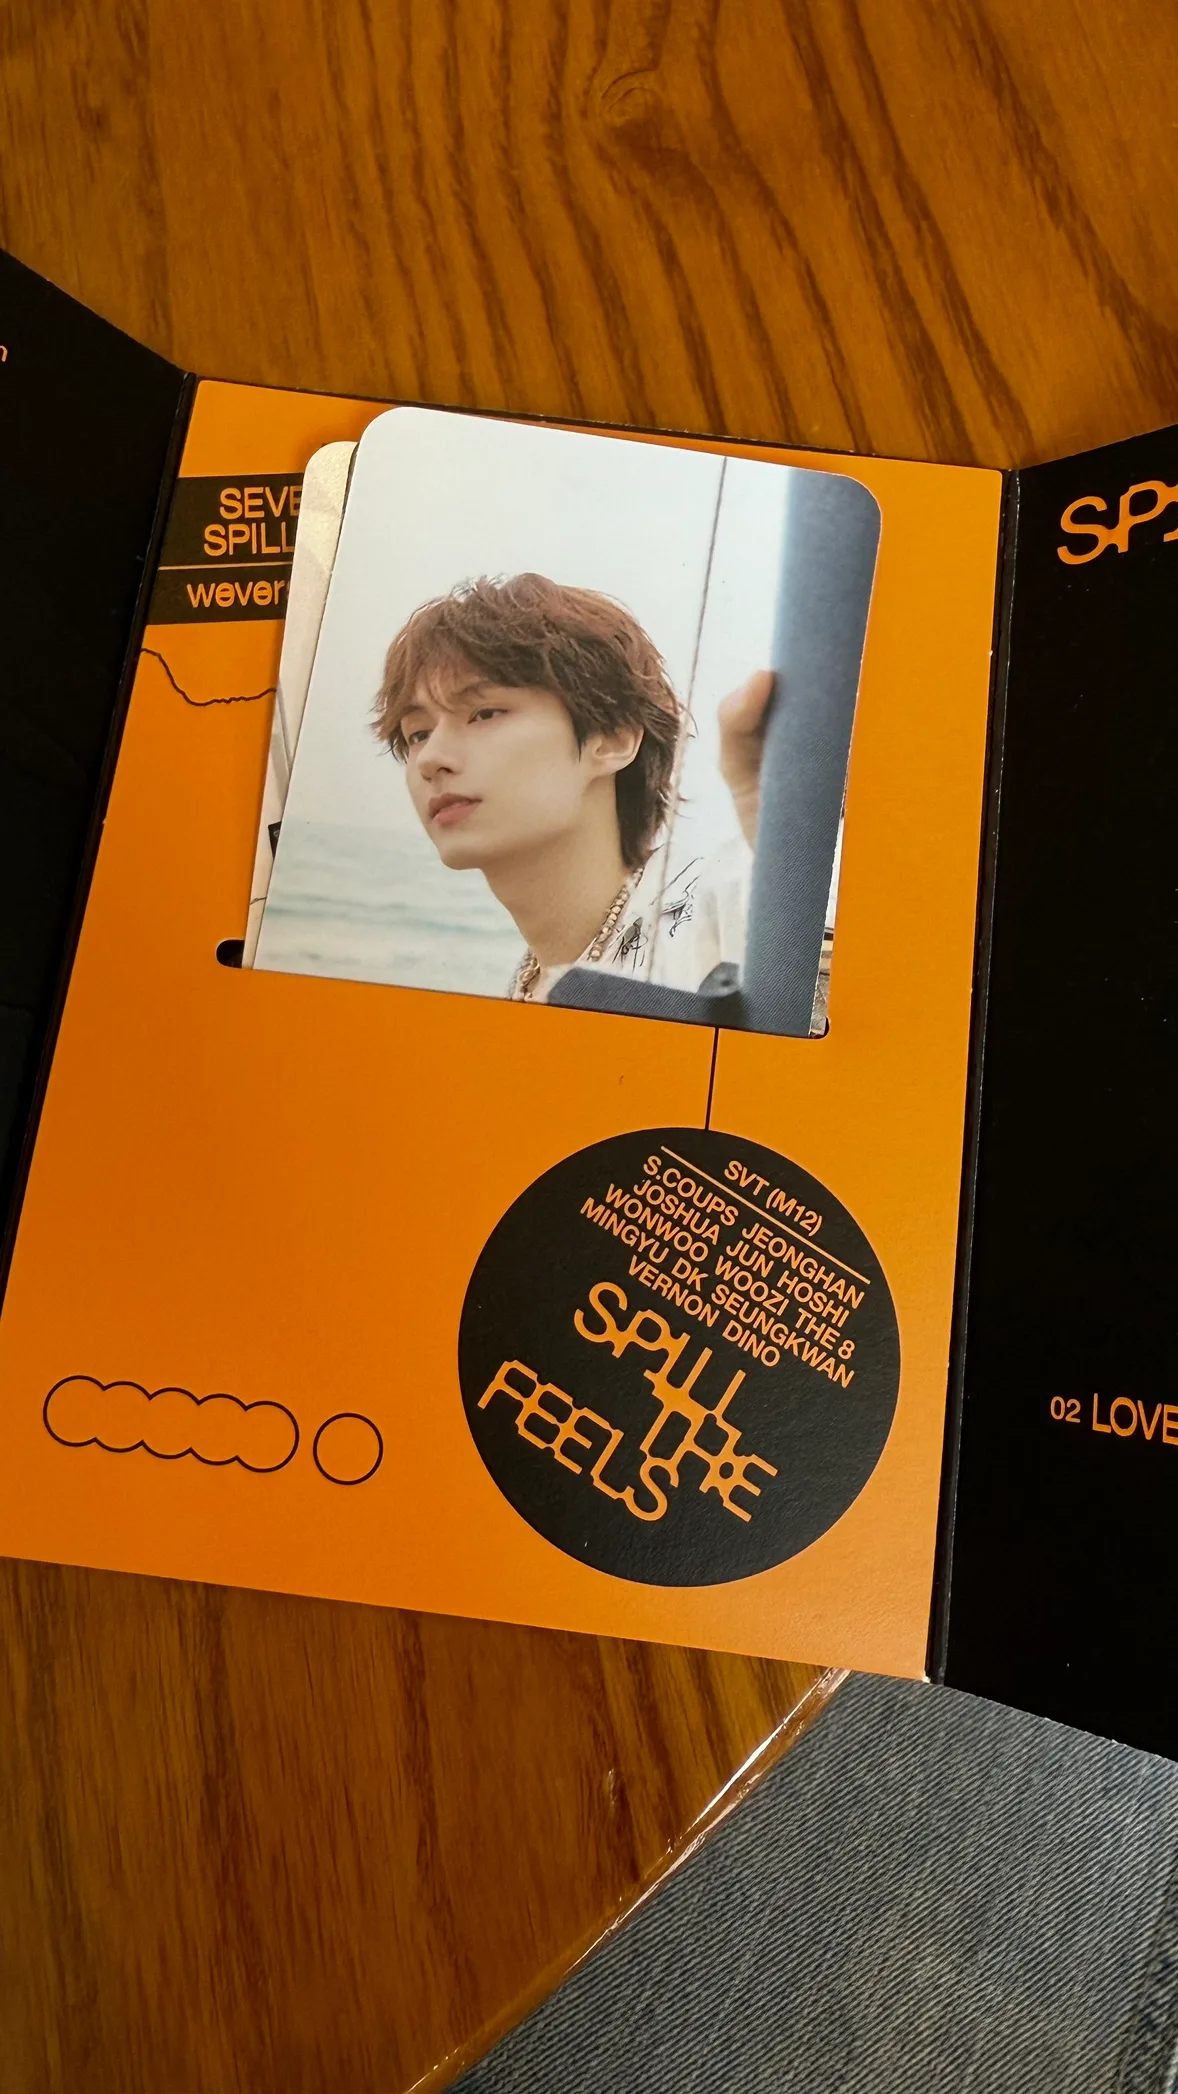 SEVE
SPILL
wever
SVT (M12)
S.COUPS JEONGHAN
JOSHUA JUN HOSHI
WONWOO WOOZI THE 8
MINGYU DK SEUNGKWAN
VERNON DINO
SPILL
THE
FEELS
SPI
02 LOVE